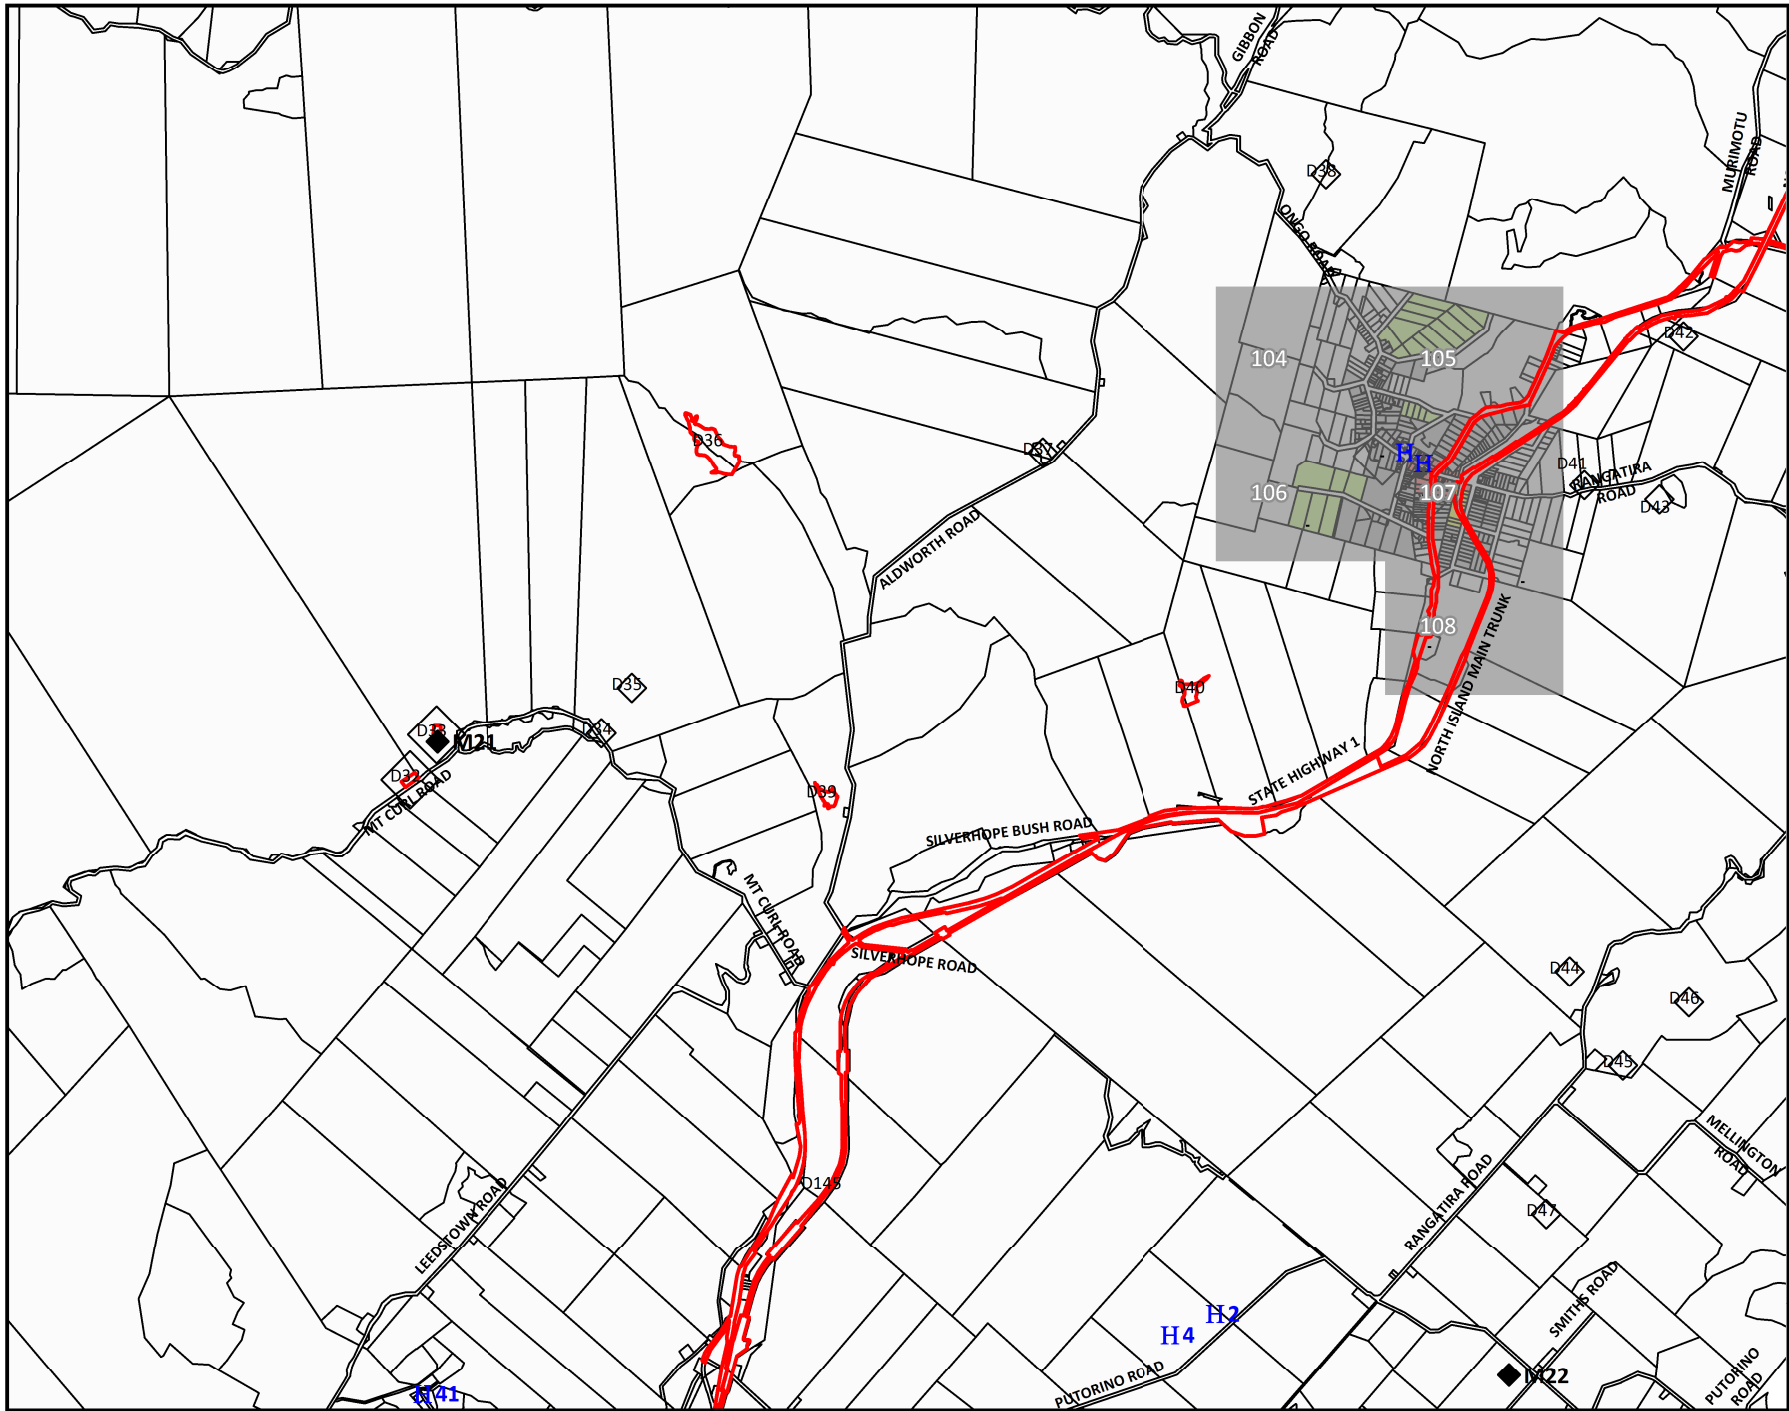 GIBBON
ROAD
MURIMOTU
ROAD
D38
ONGO ROAD
104
105
D42
D36
D37
H
H
D41
RANGATIRA
ROAD
106
107
D43
ALDWORTH ROAD
108
NORTH ISLAND MAIN TRUNK
D35
D40
D33
M21
D34
D32
MT CURL ROAD
D39
STATE HIGHWAY 1
SILVERHOPE BUSH ROAD
MT CURL ROAD
SILVERHOPE ROAD
D44
D46
D45
MELLINGTON
ROAD
D145
LEEDSTOWN ROAD
RANGATIRA ROAD
D47
H2
H4
SMITHS ROAD
PUTORINO ROAD
M22
PUTORINO
ROAD
H41